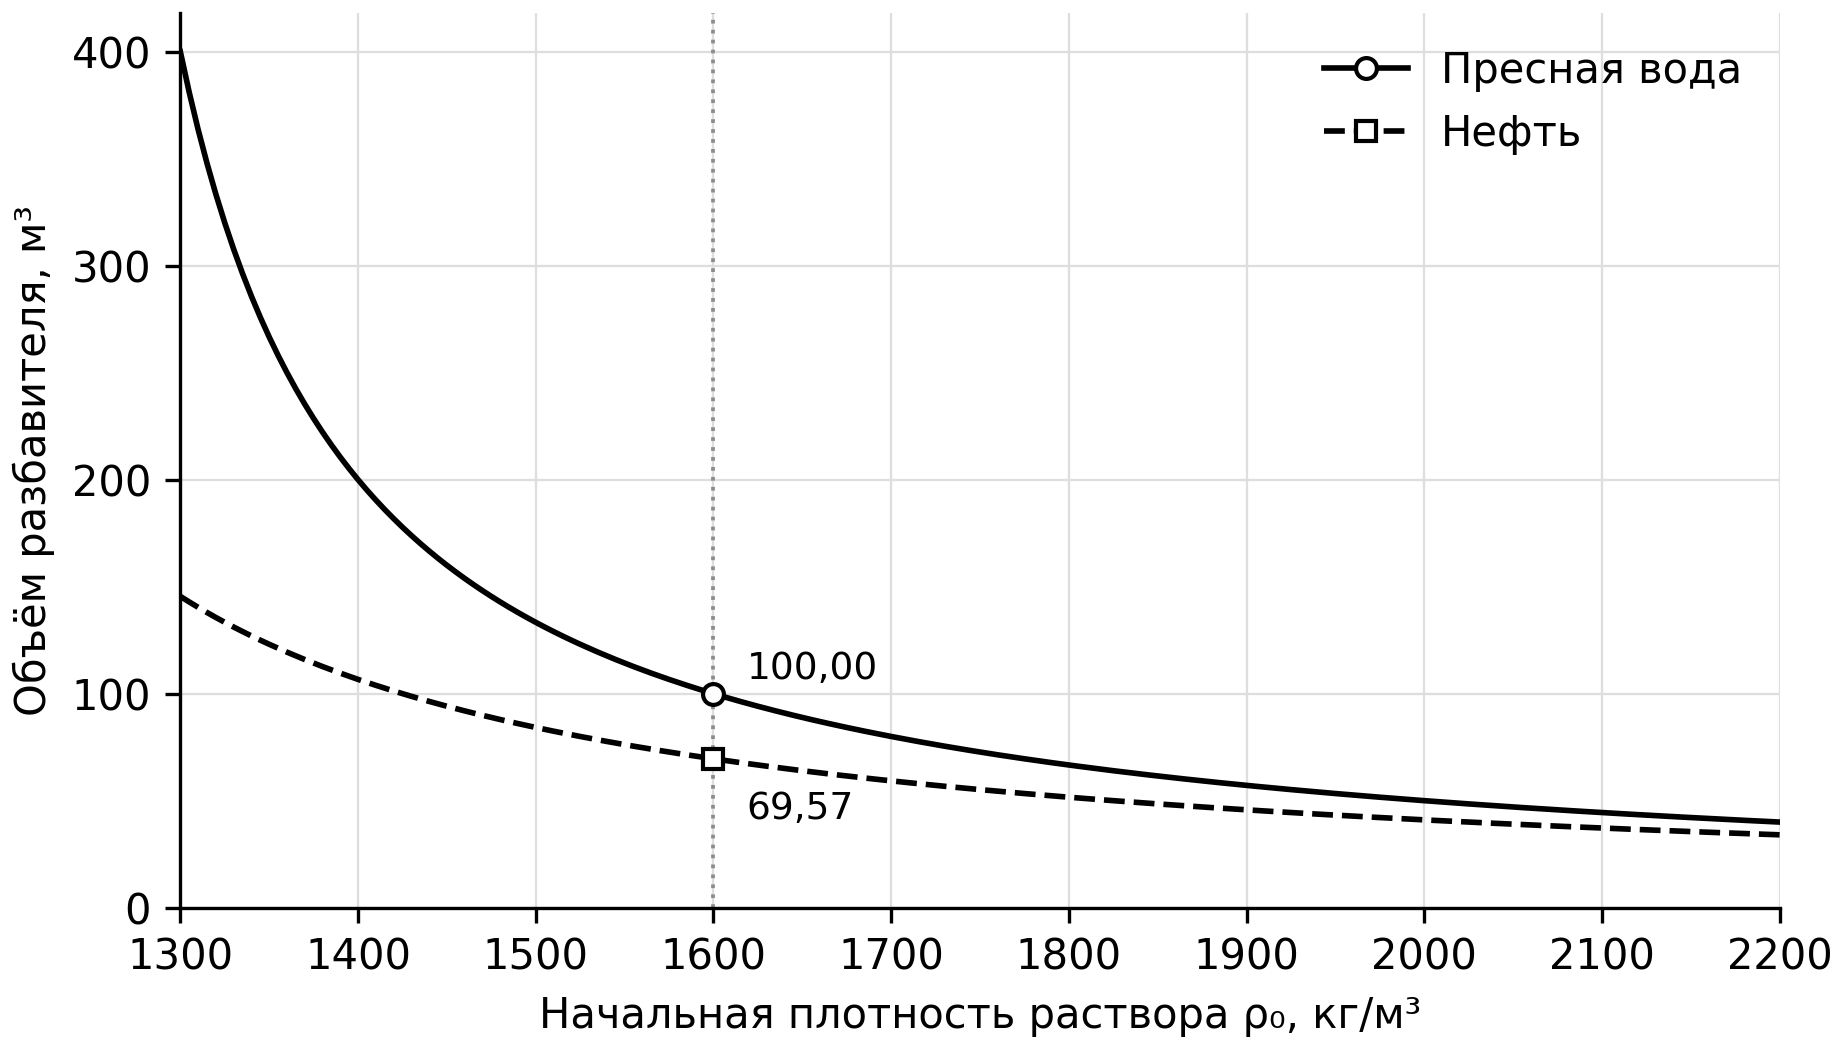 Объём разбавителя, м³
400
300
200
100
0
Пресная вода
Нефть
100,00
69,57
1300 1400 1500 1600 1700 1800 1900 2000 2100 2200
Начальная плотность раствора ρ₀, кг/м³